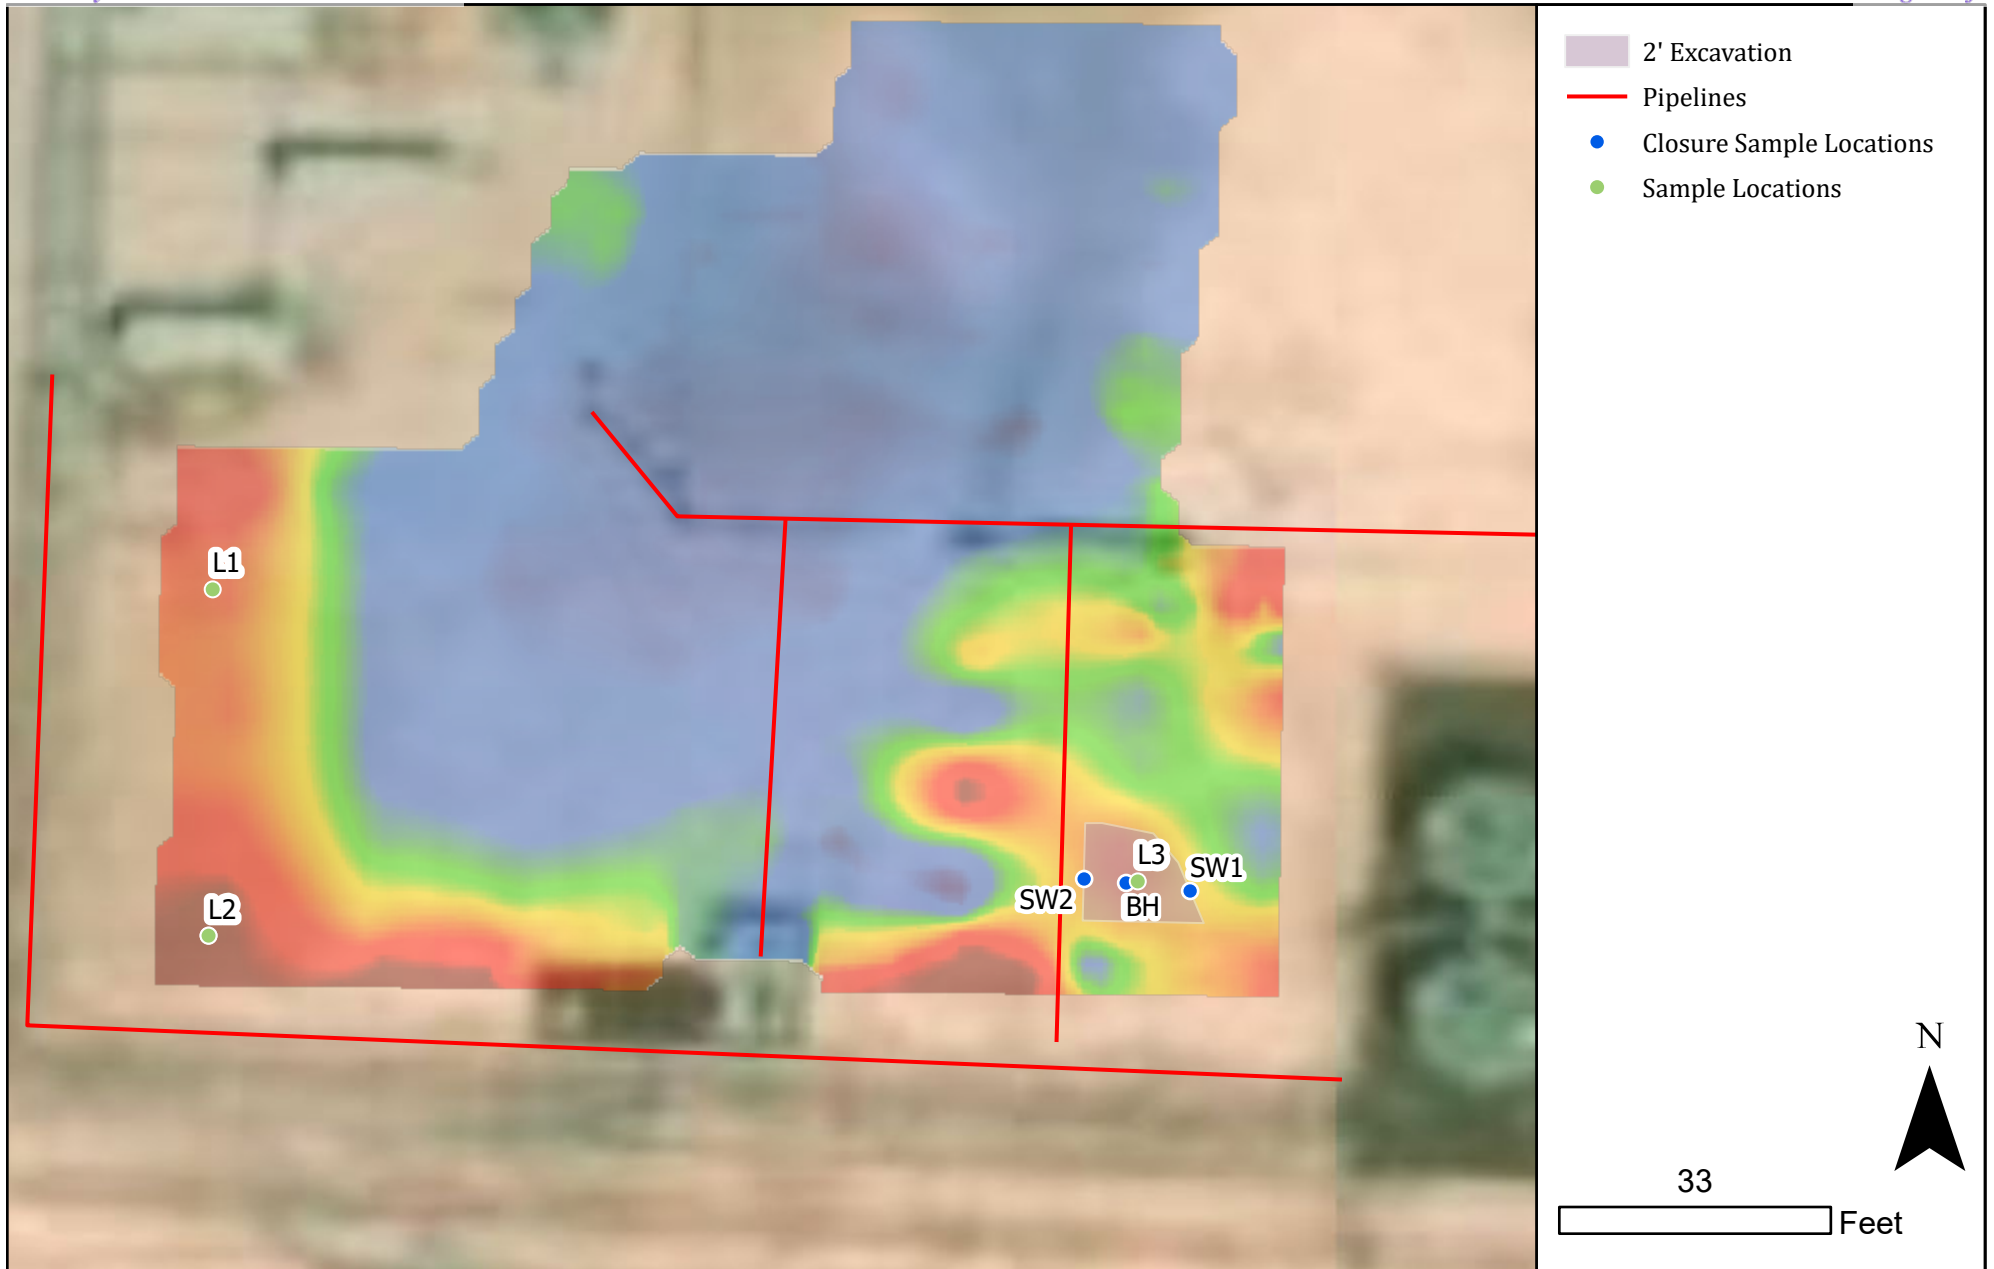 2' Excavation
Pipelines
Closure Sample Locations
Sample Locations
L1
L2
L3
SW1
SW2
BH
N
33
Feet